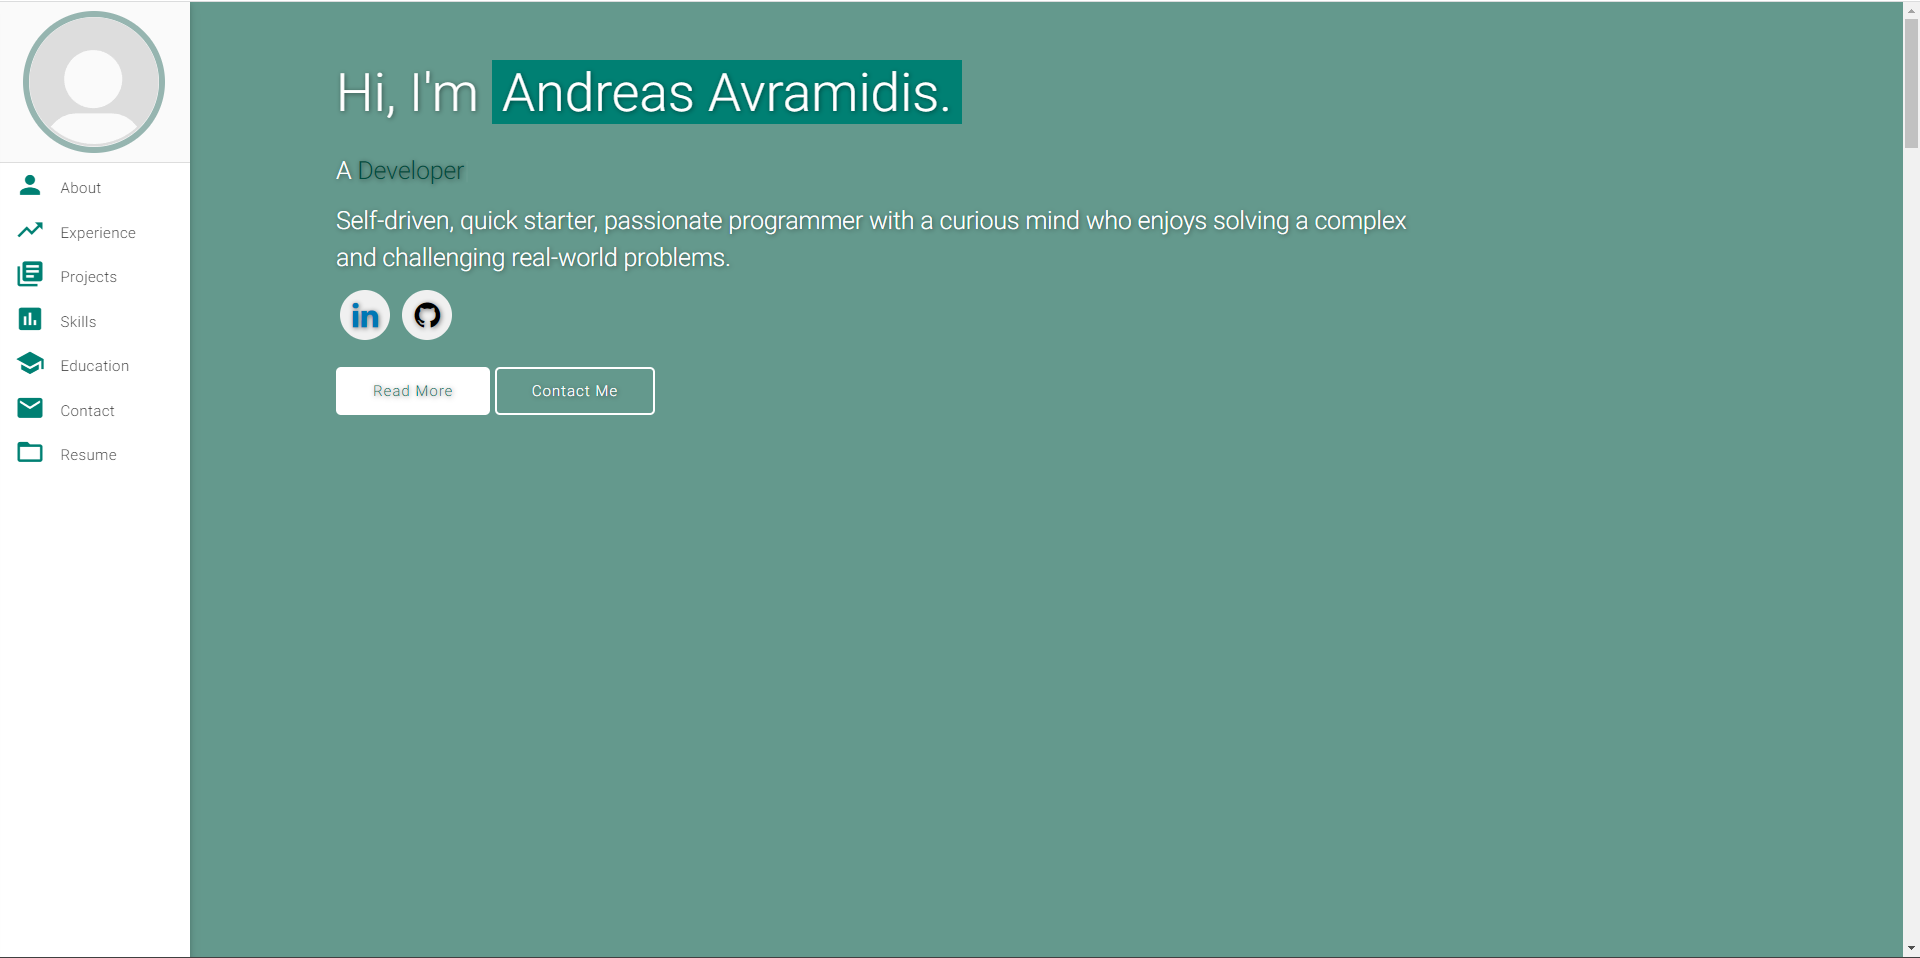 About
Experience
Projects
Skills
Education
Contact
Resume
Hi, I'm Andreas Avramidis.
A Developer
Self-driven, quick starter, passionate programmer with a curious mind who enjoys solving a complex
and challenging real-world problems.
in
Read More
Contact Me